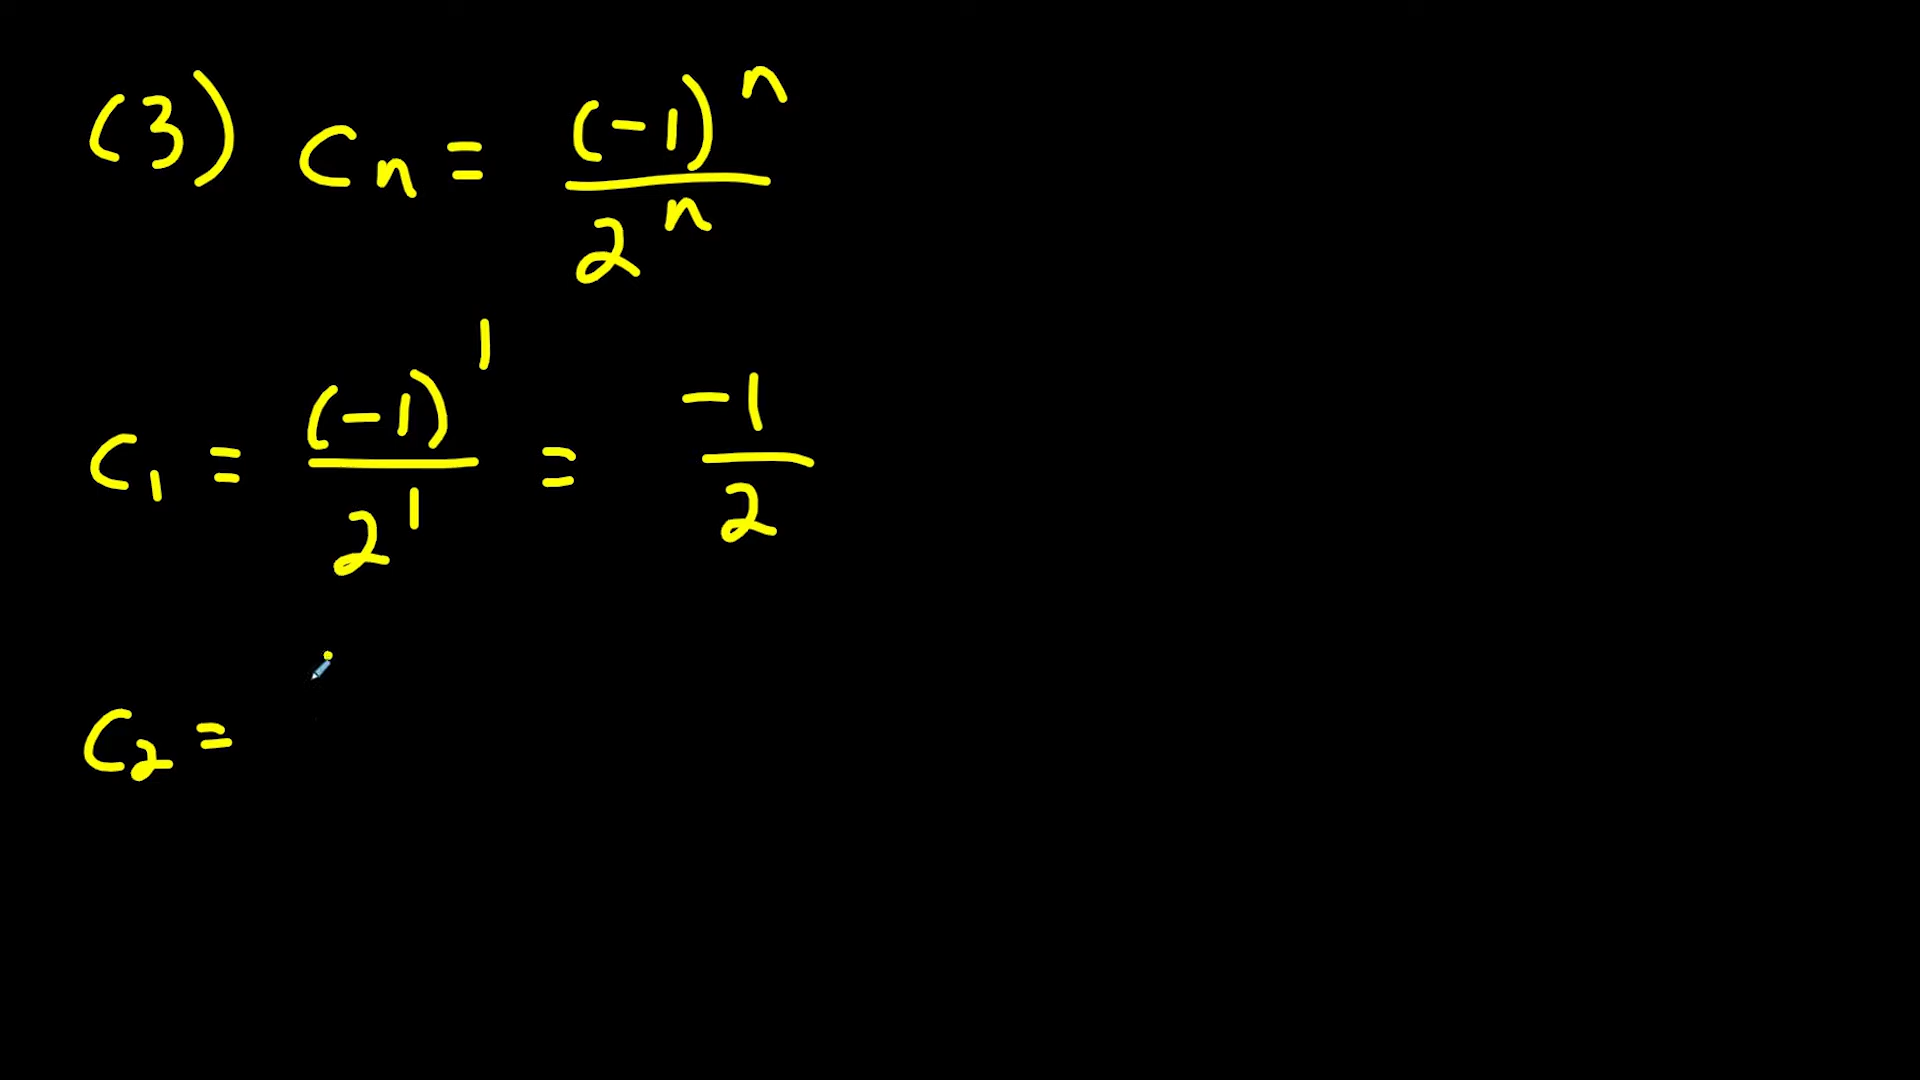 (3) Cn = (-1)^n / 2^n
C₁ = (-1)^1 / 2^1 = -1 / 2
C₂ =